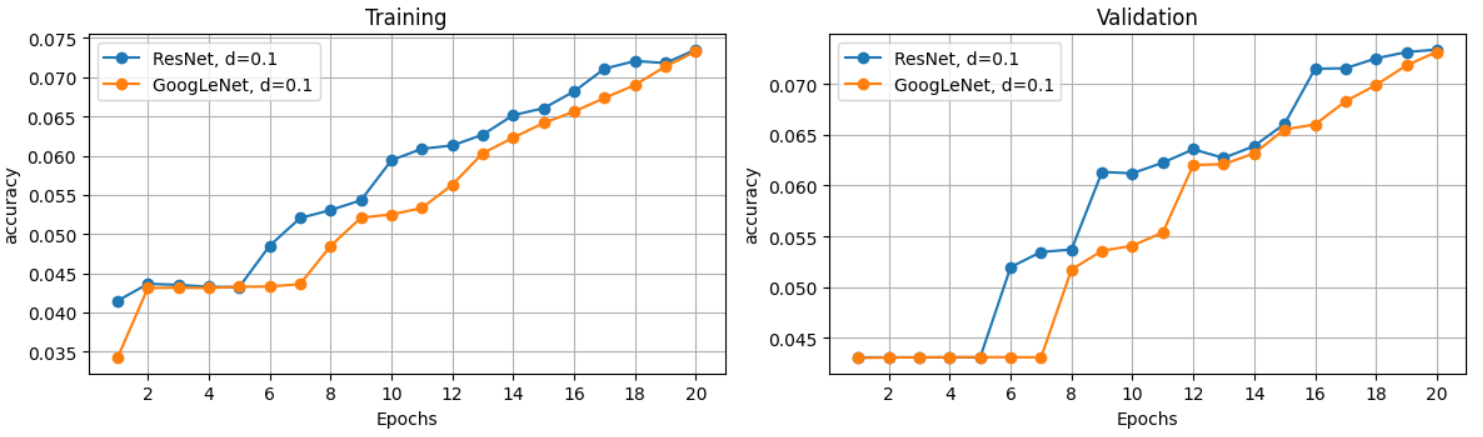 Training
ResNet, d=0.1
GoogLeNet, d=0.1
0.075
0.070
0.065
0.060
0.055
0.050
0.045
0.040
0.035
accuracy
2 4 6 8 10 12 14 16 18 20
Epochs
Validation
ResNet, d=0.1
GoogLeNet, d=0.1
0.070
0.065
0.060
0.055
0.050
0.045
accuracy
2 4 6 8 10 12 14 16 18 20
Epochs